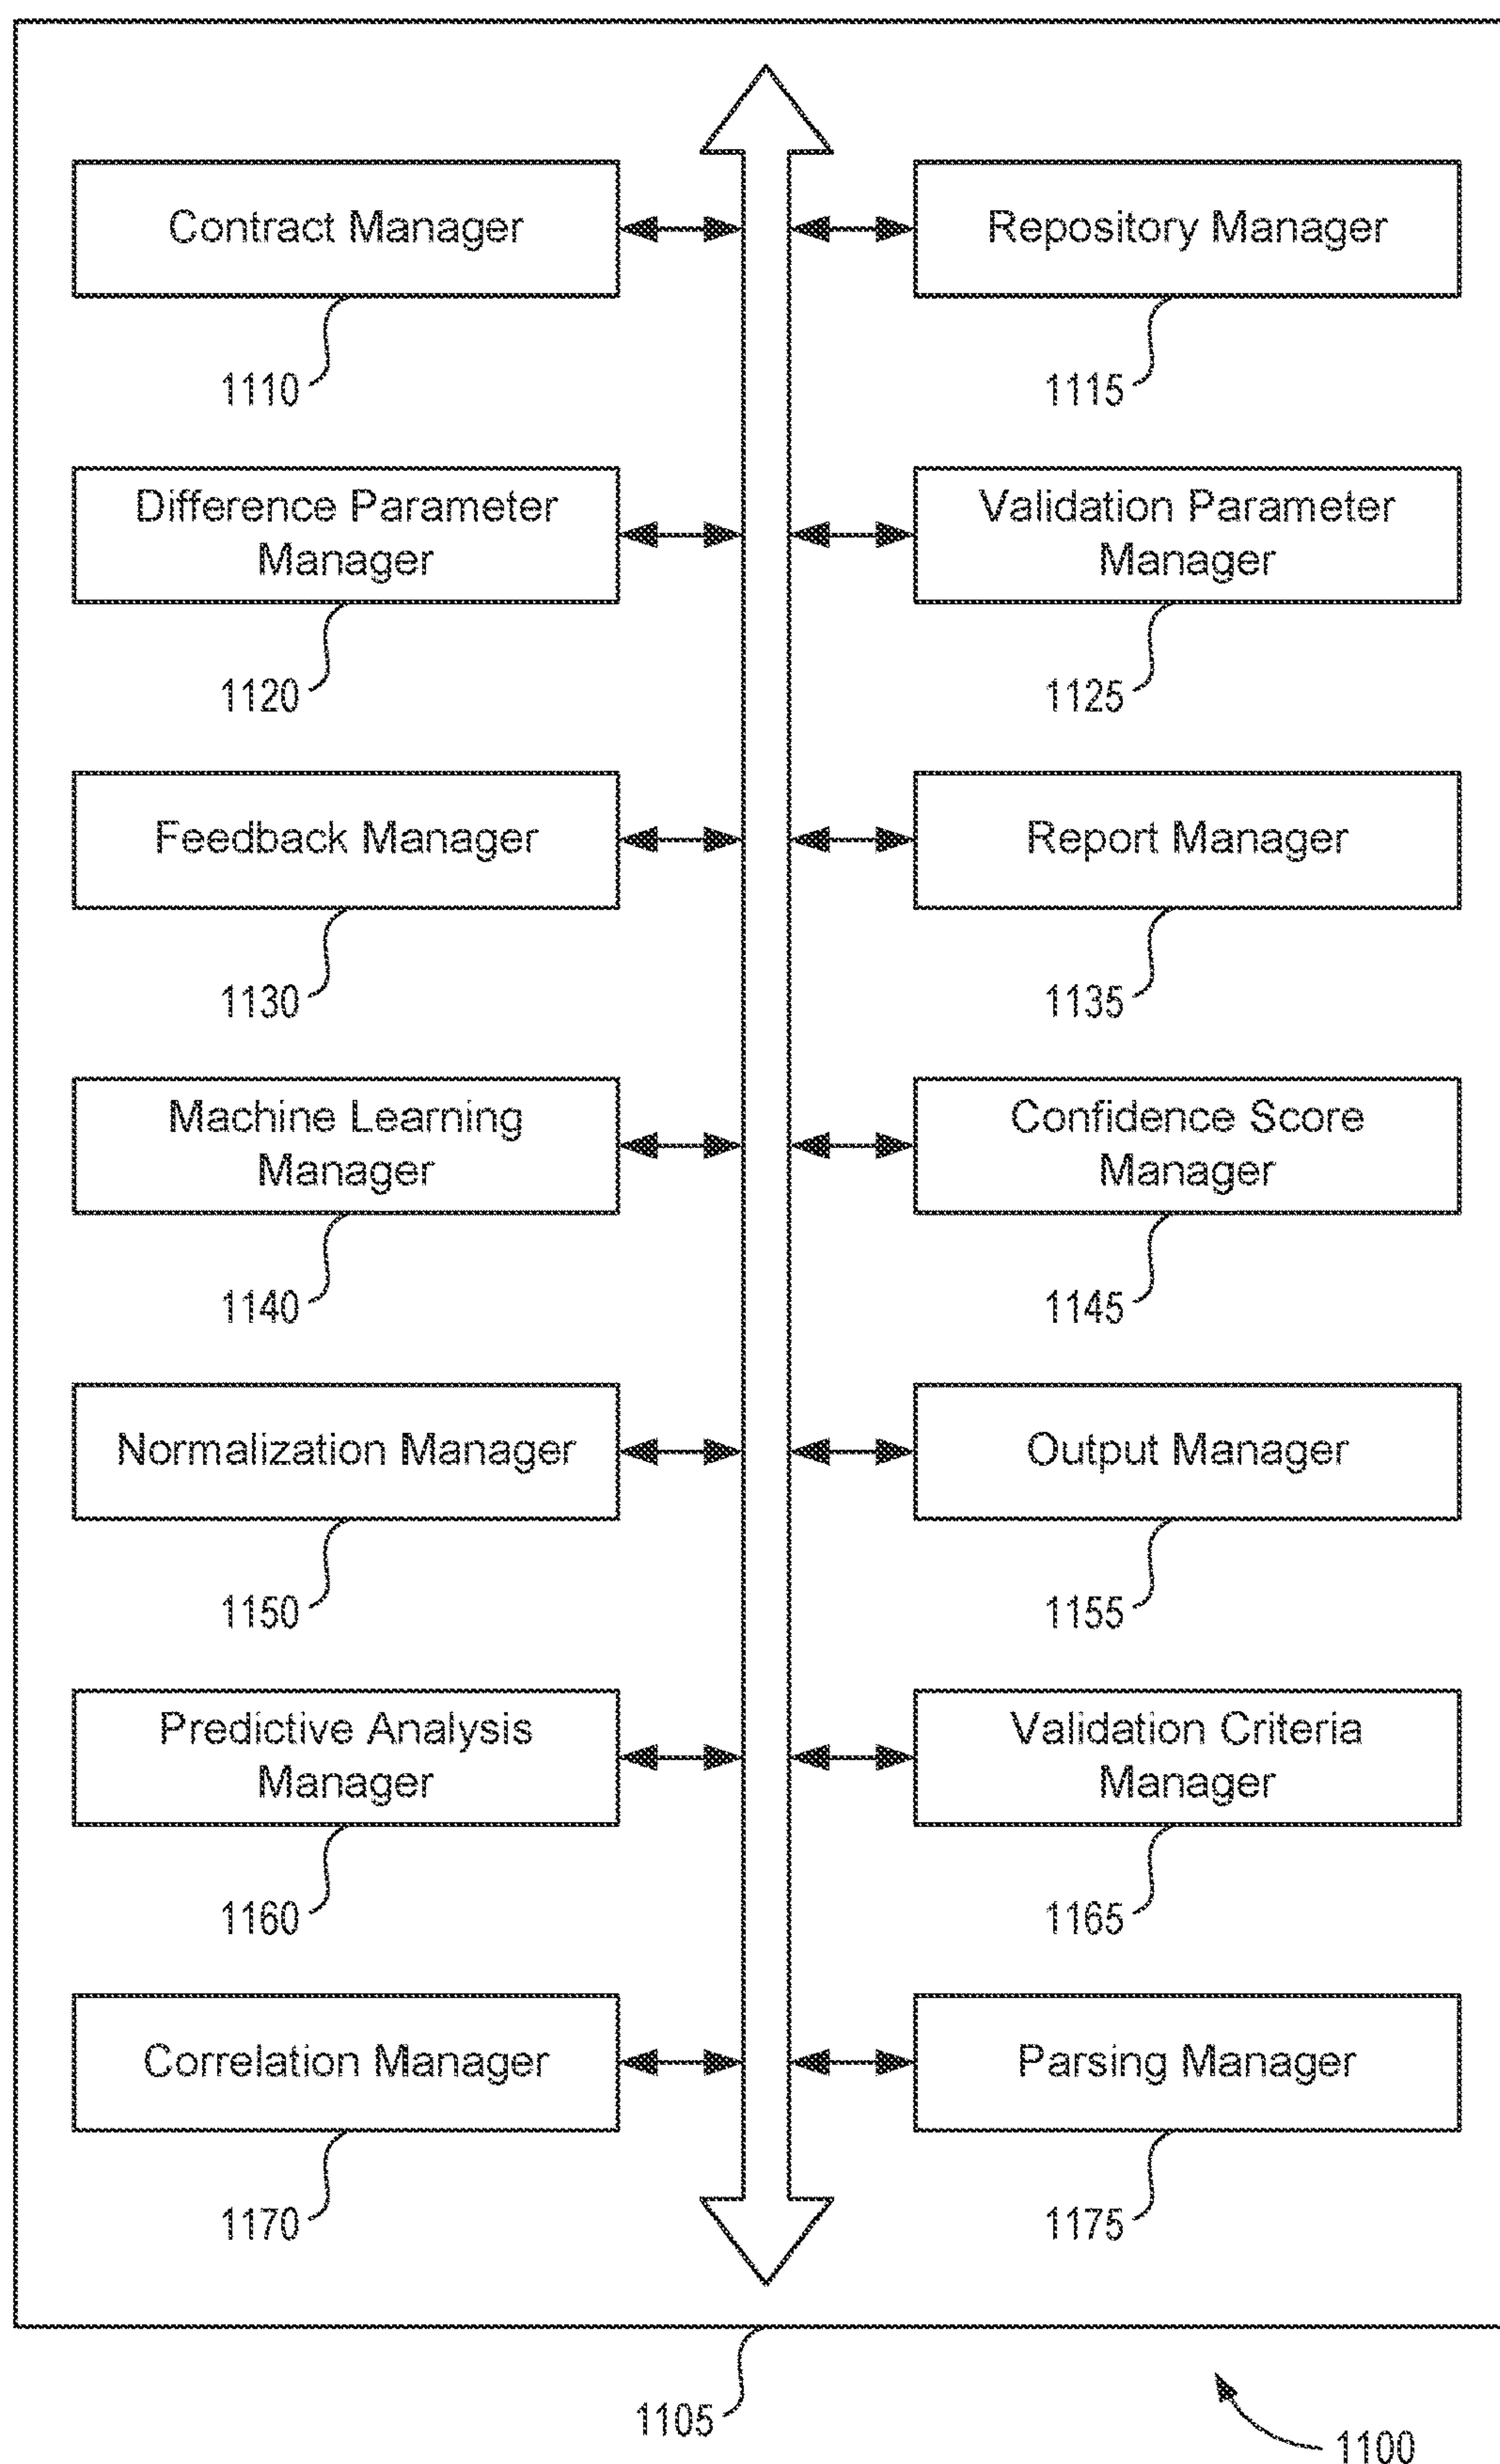 Contract Manager
Repository Manager
1110
1115
Difference Parameter
Manager
Validation Parameter
Manager
1120
1125
Feedback Manager
Report Manager
1130
1135
Machine Learning
Manager
Confidence Score
Manager
1140
1145
Normalization Manager
Output Manager
1150
1155
Predictive Analysis
Manager
Validation Criteria
Manager
1160
1165
Correlation Manager
Parsing Manager
1170
1175
1105
1100